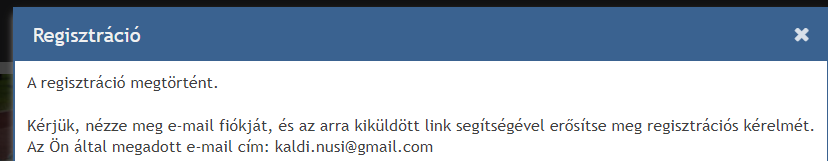 Regisztráció
A regisztráció megtörtént.
Kérjük, nézze meg e-mail fiókját, és az arra kiküldött link segítségével erősítse meg regisztrációs kérelmét.
Az Ön által megadott e-mail cím: kaldi.nusi@gmail.com